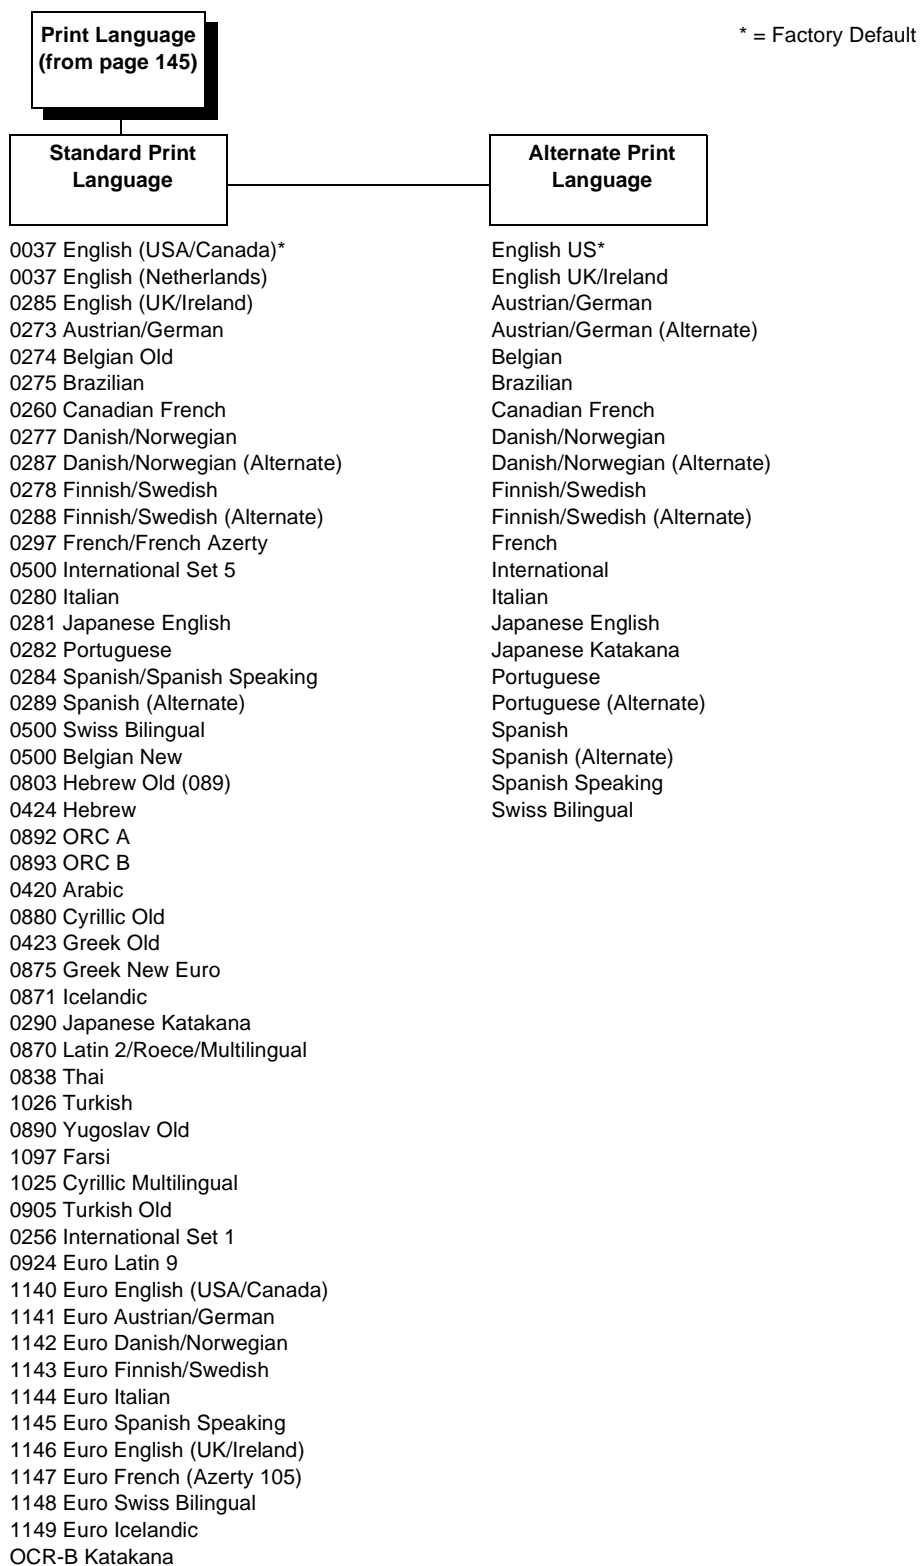 Print Language
(from page 145)
* = Factory Default
Standard Print
Language
Alternate Print
Language
0037 English (USA/Canada)*
0037 English (Netherlands)
0285 English (UK/Ireland)
0273 Austrian/German
0274 Belgian Old
0275 Brazilian
0260 Canadian French
0277 Danish/Norwegian
0287 Danish/Norwegian (Alternate)
0278 Finnish/Swedish
0288 Finnish/Swedish (Alternate)
0297 French/French Azerty
0500 International Set 5
0280 Italian
0281 Japanese English
0282 Portuguese
0284 Spanish/Spanish Speaking
0289 Spanish (Alternate)
0500 Swiss Bilingual
0500 Belgian New
0803 Hebrew Old (089)
0424 Hebrew
0892 ORC A
0893 ORC B
0420 Arabic
0880 Cyrillic Old
0423 Greek Old
0875 Greek New Euro
0871 Icelandic
0290 Japanese Katakana
0870 Latin 2/Roece/Multilingual
0838 Thai
1026 Turkish
0890 Yugoslav Old
1097 Farsi
1025 Cyrillic Multilingual
0905 Turkish Old
0256 International Set 1
0924 Euro Latin 9
1140 Euro English (USA/Canada)
1141 Euro Austrian/German
1142 Euro Danish/Norwegian
1143 Euro Finnish/Swedish
1144 Euro Italian
1145 Euro Spanish Speaking
1146 Euro English (UK/Ireland)
1147 Euro French (Azerty 105)
1148 Euro Swiss Bilingual
1149 Euro Icelandic
OCR-B Katakana
English US*
English UK/Ireland
Austrian/German
Austrian/German (Alternate)
Belgian
Brazilian
Canadian French
Danish/Norwegian
Danish/Norwegian (Alternate)
Finnish/Swedish
Finnish/Swedish (Alternate)
French
International
Italian
Japanese English
Japanese Katakana
Portuguese
Portuguese (Alternate)
Spanish
Spanish (Alternate)
Spanish Speaking
Swiss Bilingual